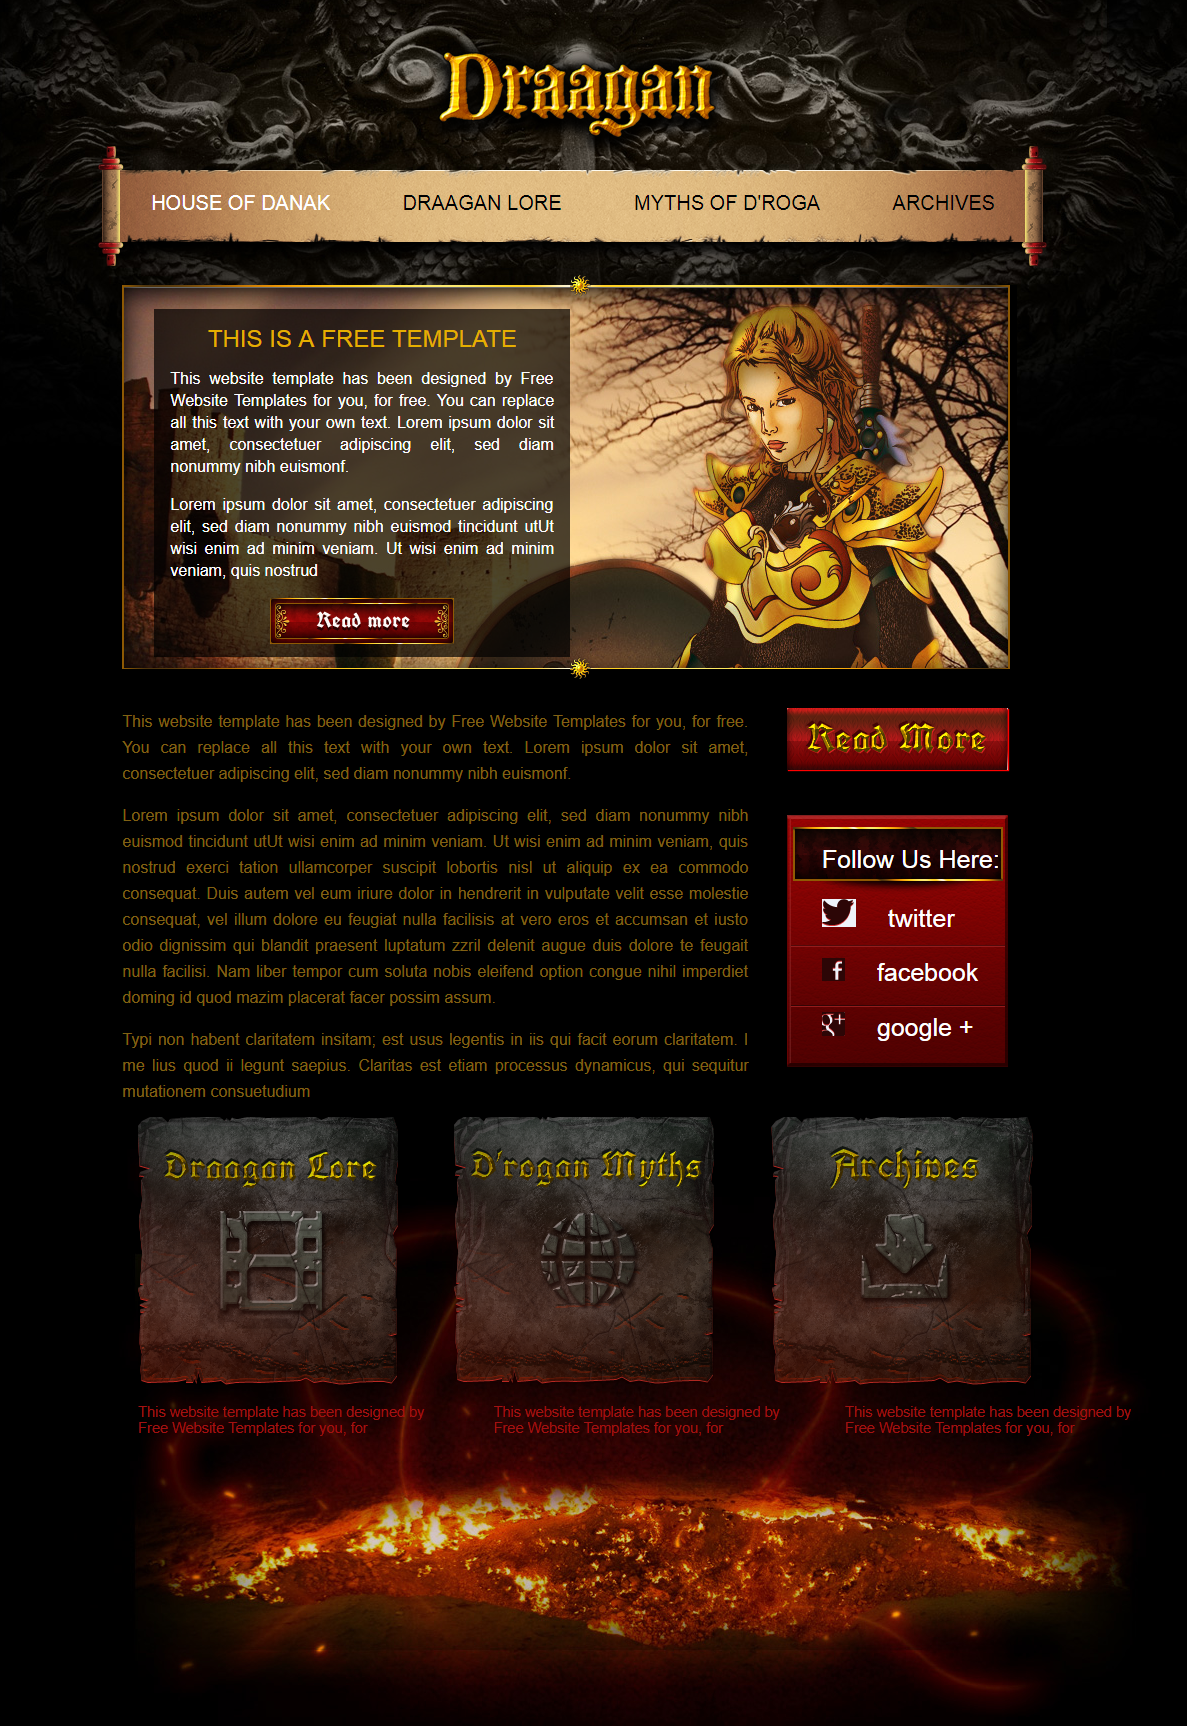 Draagan
HOUSE OF DANAK
DRAAGAN LORE
MYTHS OF D'ROGA
ARCHIVES
THIS IS A FREE TEMPLATE
This website template has been designed by Free
Website Templates for you, for free. You can replace
all this text with your own text. Lorem ipsum dolor sit
amet, consectetuer adipiscing elit, sed diam
nonummy nibh euismonf.
Lorem ipsum dolor sit amet, consectetuer adipiscing
elit, sed diam nonummy nibh euismod tincidunt utUt
wisi enim ad minim veniam. Ut wisi enim ad minim
veniam, quis nostrud
Read more
This website template has been designed by Free Website Templates for you, for free.
You can replace all this text with your own text. Lorem ipsum dolor sit amet,
consectetuer adipiscing elit, sed diam nonummy nibh euismonf.
Lorem ipsum dolor sit amet, consectetuer adipiscing elit, sed diam nonummy nibh
euismod tincidunt utUt wisi enim ad minim veniam. Ut wisi enim ad minim veniam, quis
nostrud exerci tation ullamcorper suscipit lobortis nisl ut aliquip ex ea commodo
consequat. Duis autem vel eum iriure dolor in hendrerit in vulputate velit esse molestie
consequat, vel illum dolore eu feugiat nulla facilisis at vero eros et accumsan et iusto
odio dignissim qui blandit praesent luptatum zzril delenit augue duis dolore te feugait
nulla facilisi. Nam liber tempor cum soluta nobis eleifend option congue nihil imperdiet
doming id quod mazim placerat facer possim assum.
Typi non habent claritatem insitam; est usus legentis in iis qui facit eorum claritatem. I
me lius quod ii legunt saepius. Claritas est etiam processus dynamicus, qui sequitur
mutationem consuetudium
Read More
Follow Us Here:
twitter
facebook
google +
Draagan Lore
D'rogan Myths
Archives
This website template has been designed by
Free Website Templates for you, for
This website template has been designed by
Free Website Templates for you, for
This website template has been designed by
Free Website Templates for you, for